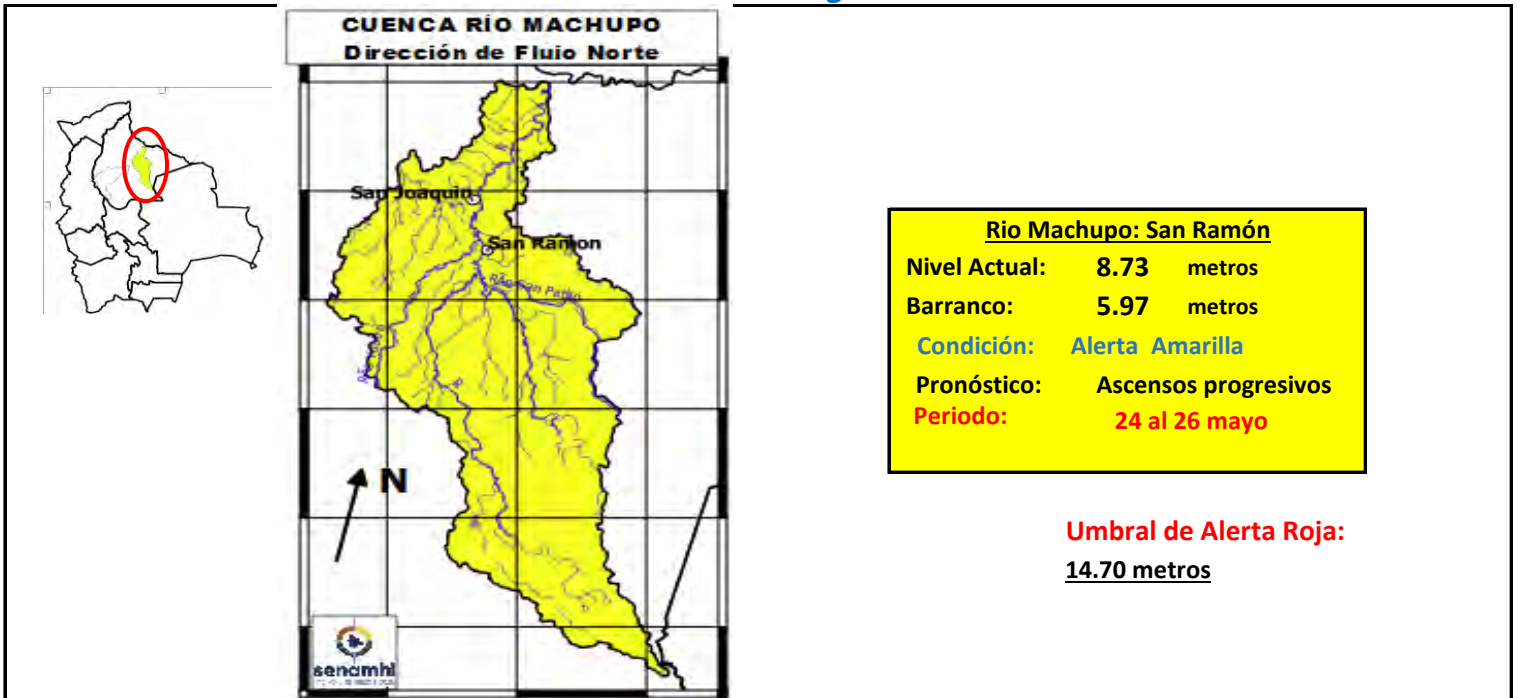 CUENCA RÍO MACHUPO
Dirección de Flujo Norte
San Joaquin
San Ramon
N
senamhi
Rio Machupo: San Ramón
Nivel Actual: 8.73 metros
Barranco: 5.97 metros
Condición: Alerta Amarilla
Pronóstico: Ascensos progresivos
Periodo: 24 al 26 mayo
Umbral de Alerta Roja:
14.70 metros